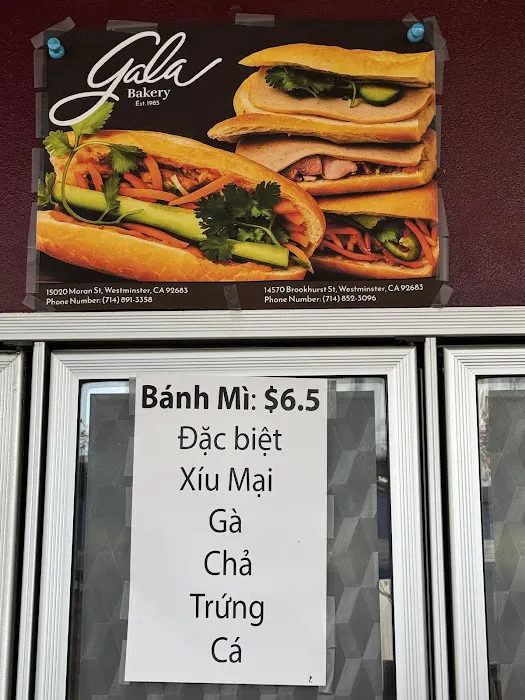 Gala
Bakery
Est. 1985
15020 Moran St, Westminster, CA 92683
Phone Number: (714) 891-3358
14570 Brookhurst St, Westminster, CA 92683
Phone Number: (714) 852-3096
Bánh Mì: $6.5
Đặc biệt
Xíu Mại
Gà
Chả
Trứng
Cá